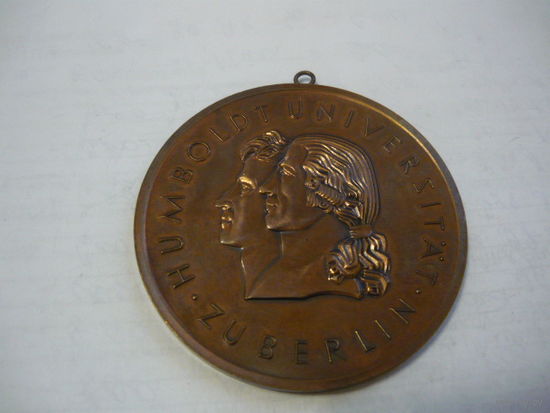 HUMBOLDT UNIVERSITÄT
· ZU BERLIN ·